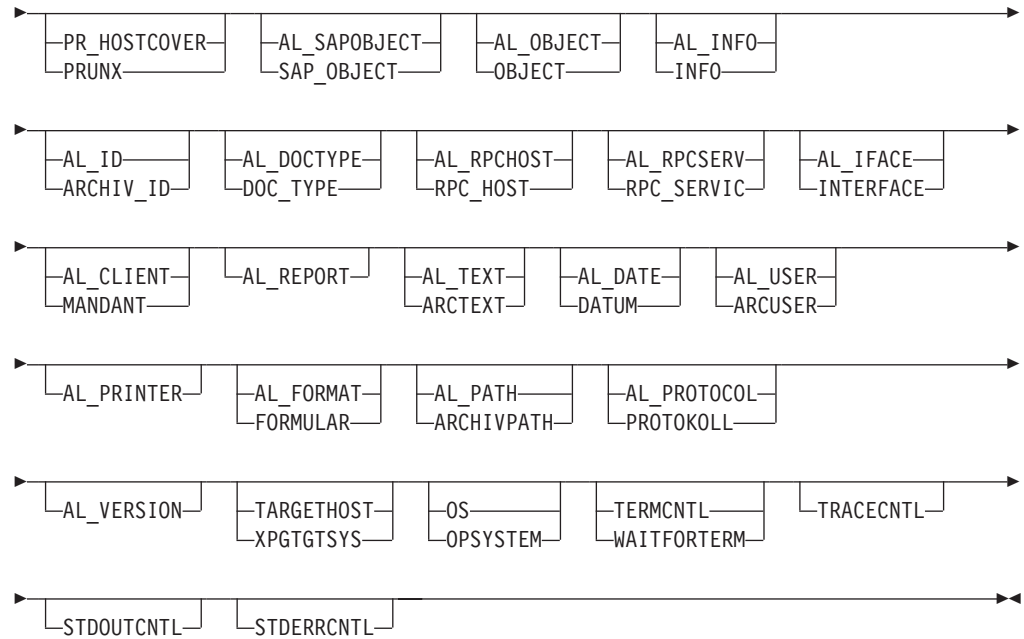 PR_HOSTCOVER AL_SAPOBJECT AL_OBJECT AL_INFO
PRUNX SAP_OBJECT OBJECT INFO
AL_ID AL_DOCTYPE AL_RPCHOST AL_RPCSERV AL_IFACE
ARCHIV_ID DOC_TYPE RPC_HOST RPC_SERVIC INTERFACE
AL_CLIENT AL_REPORT AL_TEXT AL_DATE AL_USER
MANDANT ARCTEXT DATUM ARCUSER
AL_PRINTER AL_FORMAT AL_PATH AL_PROTOCOL
FORMULAR ARCHIVPATH PROTOKOLL
AL_VERSION TARGETHOST OS TERMCNTL TRACECNTL
XPGTGTSYS OPSYSTEM WAITFORTERM
STDOUTCNTL STDERRCNTL